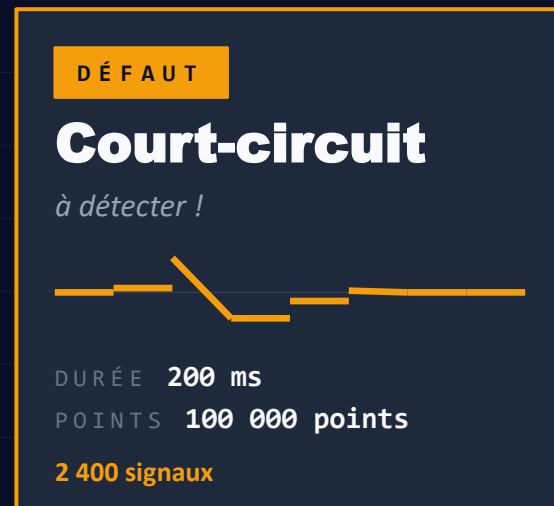 DÉFAUT
Court-circuit
à détecter !
DURÉE 200 ms
POINTS 100 000 points
2 400 signaux